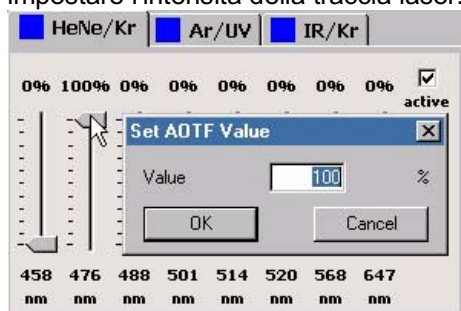 impostare l'intensità della traccia laser.
HeNe/Kr Ar/UV IR/Kr
0% 100% 0% 0% 0% 0% 0% 0% active
Set AOTF Value
Value 100 %
OK Cancel
458 476 488 501 514 520 568 647
nm nm nm nm nm nm nm nm